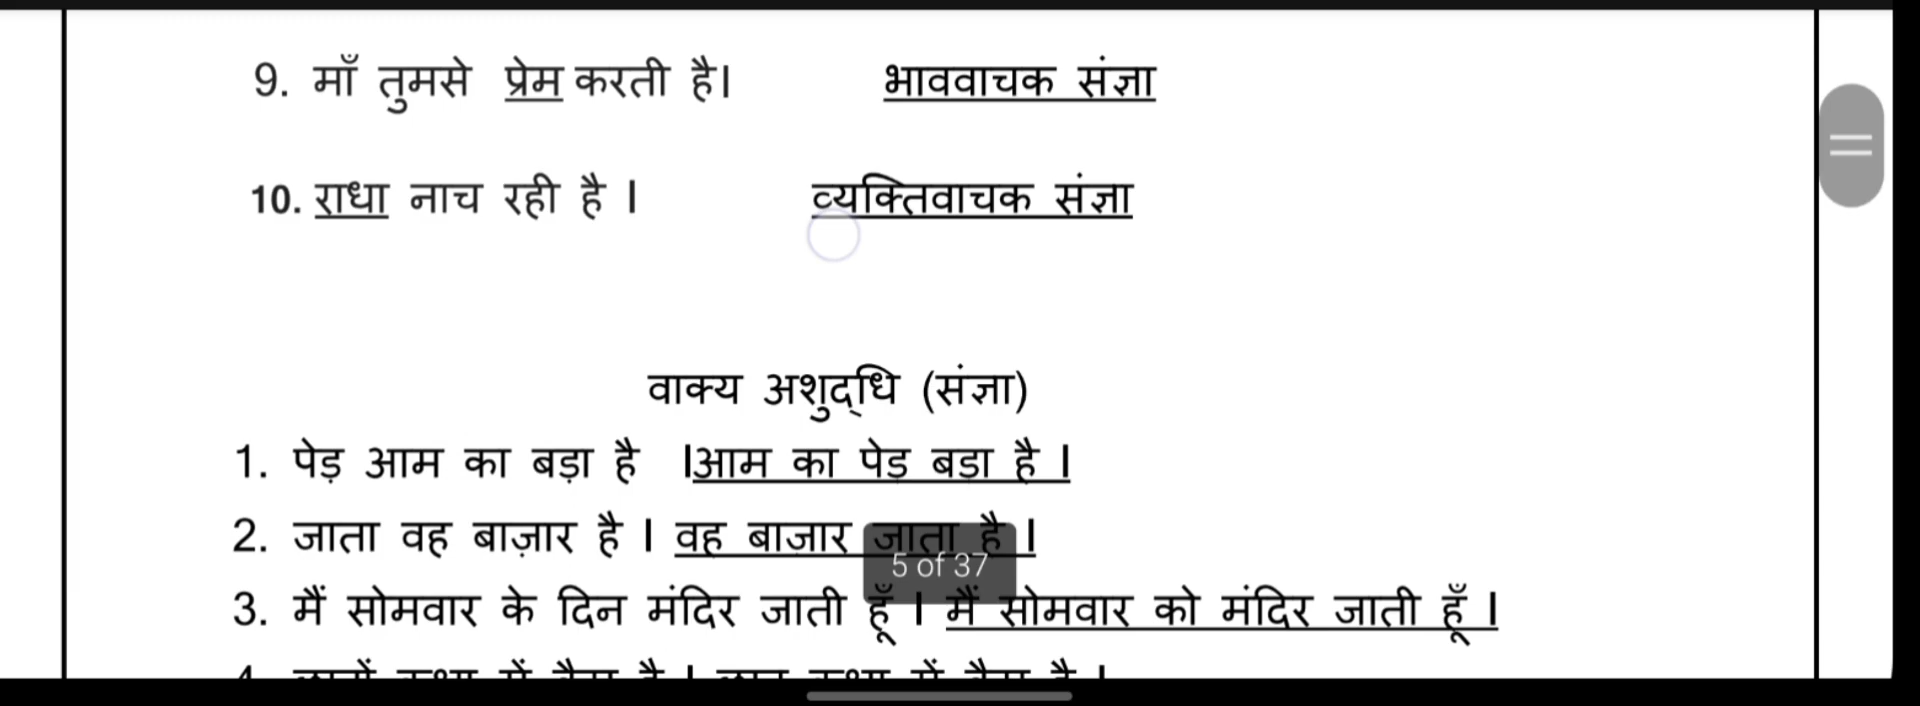 9. माँ तुमसे प्रेम करती है। भाववाचक संज्ञा
10. राधा नाच रही है । व्यक्तिवाचक संज्ञा
वाक्य अशुद्धि (संज्ञा)
1. पेड़ आम का बड़ा है ।आम का पेड़ बड़ा है ।
2. जाता वह बाज़ार है । वह बाज़ार जाता है ।
5 of 37
3. मैं सोमवार के दिन मंदिर जाती हूँ । मैं सोमवार को मंदिर जाती हूँ ।